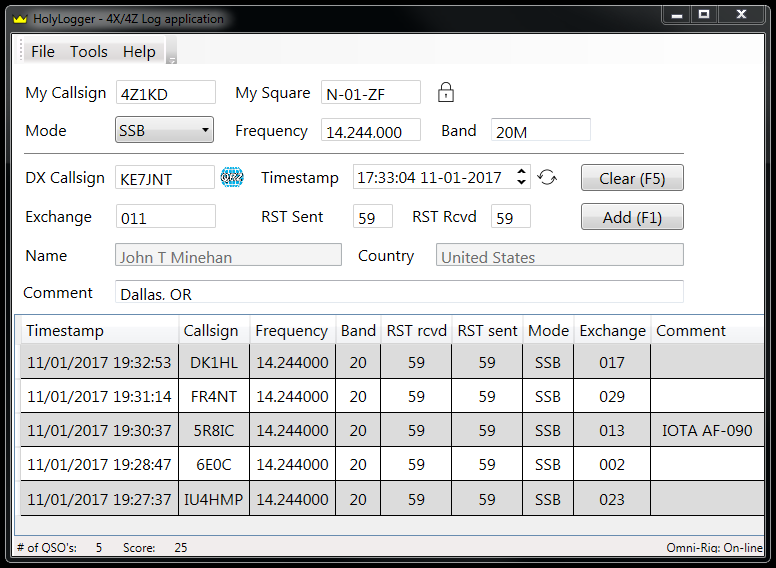 HolyLogger - 4X/4Z Log application
File Tools Help
My Callsign 4Z1KD My Square N-01-ZF
Mode SSB Frequency 14.244.000 Band 20M
DX Callsign KE7JNT QRZ Timestamp 17:33:04 11-01-2017 Clear (F5)
Exchange 011 RST Sent 59 RST Rcvd 59 Add (F1)
Name John T Minehan Country United States
Comment Dallas. OR
Timestamp Callsign Frequency Band RST rcvd RST sent Mode Exchange Comment
11/01/2017 19:32:53 DK1HL 14.244000 20 59 59 SSB 017
11/01/2017 19:31:14 FR4NT 14.244000 20 59 59 SSB 029
11/01/2017 19:30:37 5R8IC 14.244000 20 59 59 SSB 013 IOTA AF-090
11/01/2017 19:28:47 6E0C 14.244000 20 59 59 SSB 002
11/01/2017 19:27:37 IU4HMP 14.244000 20 59 59 SSB 023
# of QSO's: 5 Score: 25 Omni-Rig: On-line